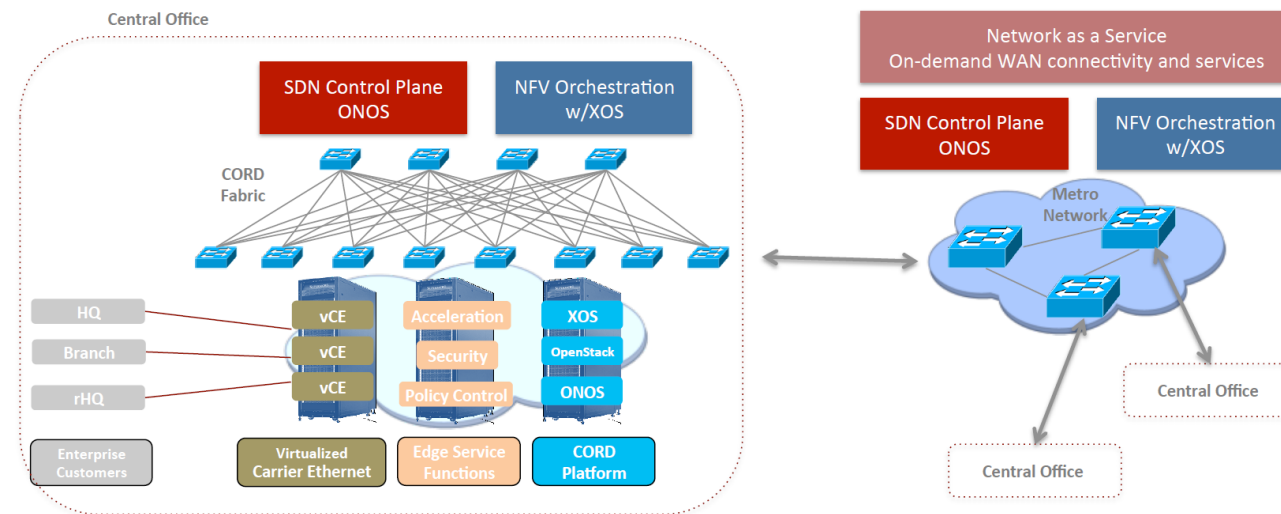 Central Office
SDN Control Plane
ONOS
NFV Orchestration
w/XOS
CORD
Fabric
HQ
Branch
rHQ
vCE
vCE
vCE
Acceleration
Security
Policy Control
XOS
OpenStack
ONOS
Enterprise
Customers
Virtualized
Carrier Ethernet
Edge Service
Functions
CORD
Platform
Network as a Service
On-demand WAN connectivity and services
SDN Control Plane
ONOS
NFV Orchestration
w/XOS
Metro
Network
Central Office
Central Office